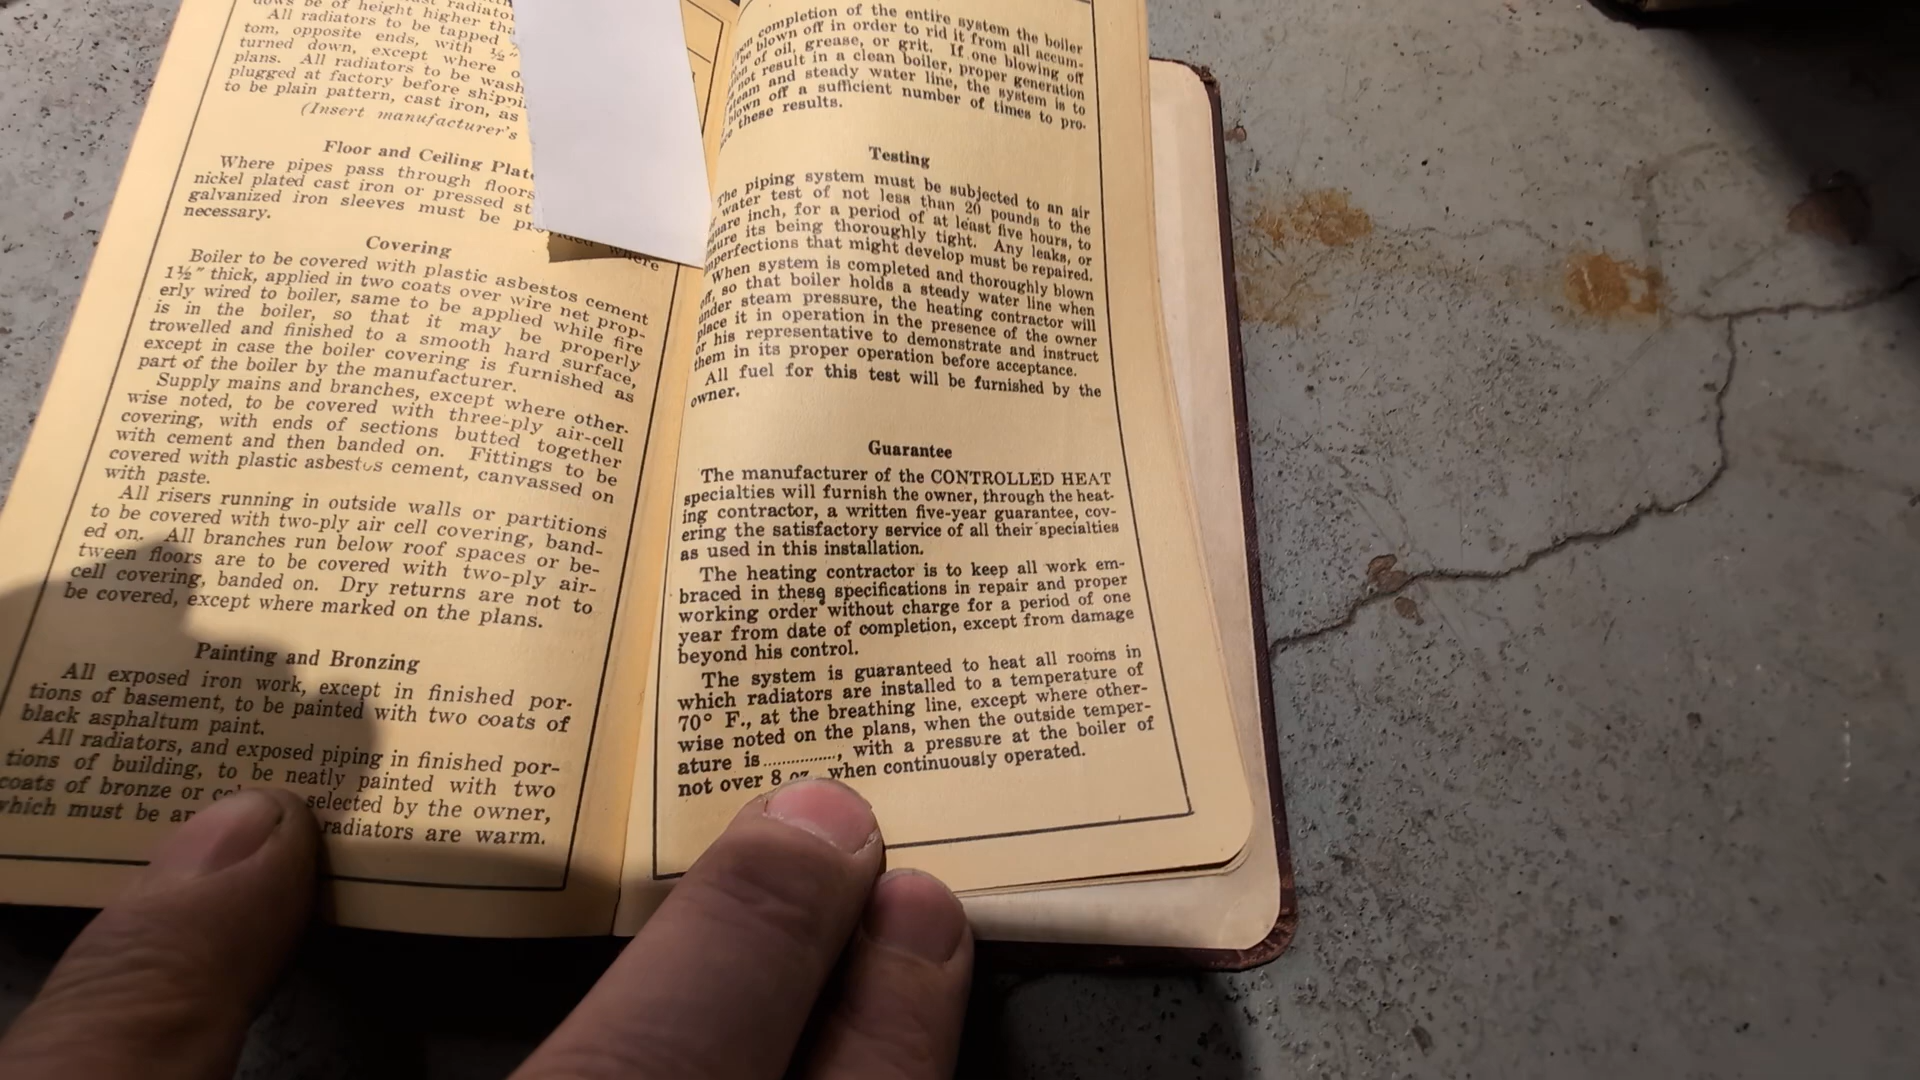 be of height higher
All radiators to be tapped
tom, opposite ends, with ½"
turned down, except where
plans. All radiators to be
plugged at factory before
to be plain pattern, cast iron, as
(Insert manufacturer's
Floor and Ceiling
Where pipes pass through floors
nickel plated cast iron or pressed
galvanized iron sleeves must be where
necessary.
Covering
Boiler to be covered with plastic asbestos cement
1½" thick, applied in two coats over wire net prop-
erly wired to boiler, same to be applied while fire
is in the boiler, so that it may be properly
trowelled and finished to a smooth hard surface,
except in case the boiler covering is furnished as
part of the boiler by the manufacturer.
Supply mains and branches, except where other-
wise noted, to be covered with three-ply air-cell
covering, with ends of sections butted together
with cement and then banded on. Fittings to be
covered with plastic asbestos cement, canvassed on
with paste.
All risers running in outside walls or partitions
to be covered with two-ply air cell covering, band-
ed on. All branches run below roof spaces or be-
tween floors are to be covered with two-ply air-
cell covering, banded on. Dry returns are not to
be covered, except where marked on the plans.
Painting and Bronzing
All exposed iron work, except in finished por-
tions of basement, to be painted with two coats of
black asphaltum paint.
All radiators, and exposed piping in finished por-
tions of building, to be neatly painted with two
coats of bronze or selected by the owner,
which must be radiators are warm.
completion of the entire system the boiler
be blown off in order to rid it from all accum-
of oil, grease, or grit. If one blowing off
not result in a clean boiler, proper generation
steam and steady water line, the system is to
blown off a sufficient number of times to pro-
these results.
Testing
The piping system must be subjected to an air
water test of not less than 20 pounds to the
square inch, for a period of at least five hours, to
its being thoroughly tight. Any leaks, or
imperfections that might develop must be repaired.
When system is completed and thoroughly blown
off, so that boiler holds a steady water line when
under steam pressure, the heating contractor will
place it in operation in the presence of the owner
or his representative to demonstrate and instruct
them in its proper operation before acceptance.
All fuel for this test will be furnished by the
owner.
Guarantee
The manufacturer of the CONTROLLED HEAT
specialties will furnish the owner, through the heat-
ing contractor, a written five-year guarantee, cov-
ering the satisfactory service of all their specialties
as used in this installation.
The heating contractor is to keep all work em-
braced in these specifications in repair and proper
working order without charge for a period of one
year from date of completion, except from damage
beyond his control.
The system is guaranteed to heat all rooms in
which radiators are installed to a temperature of
70° F., at the breathing line, except where other-
wise noted on the plans, when the outside temper-
ature is ..............., with a pressure at the boiler of
not over 8 oz. when continuously operated.